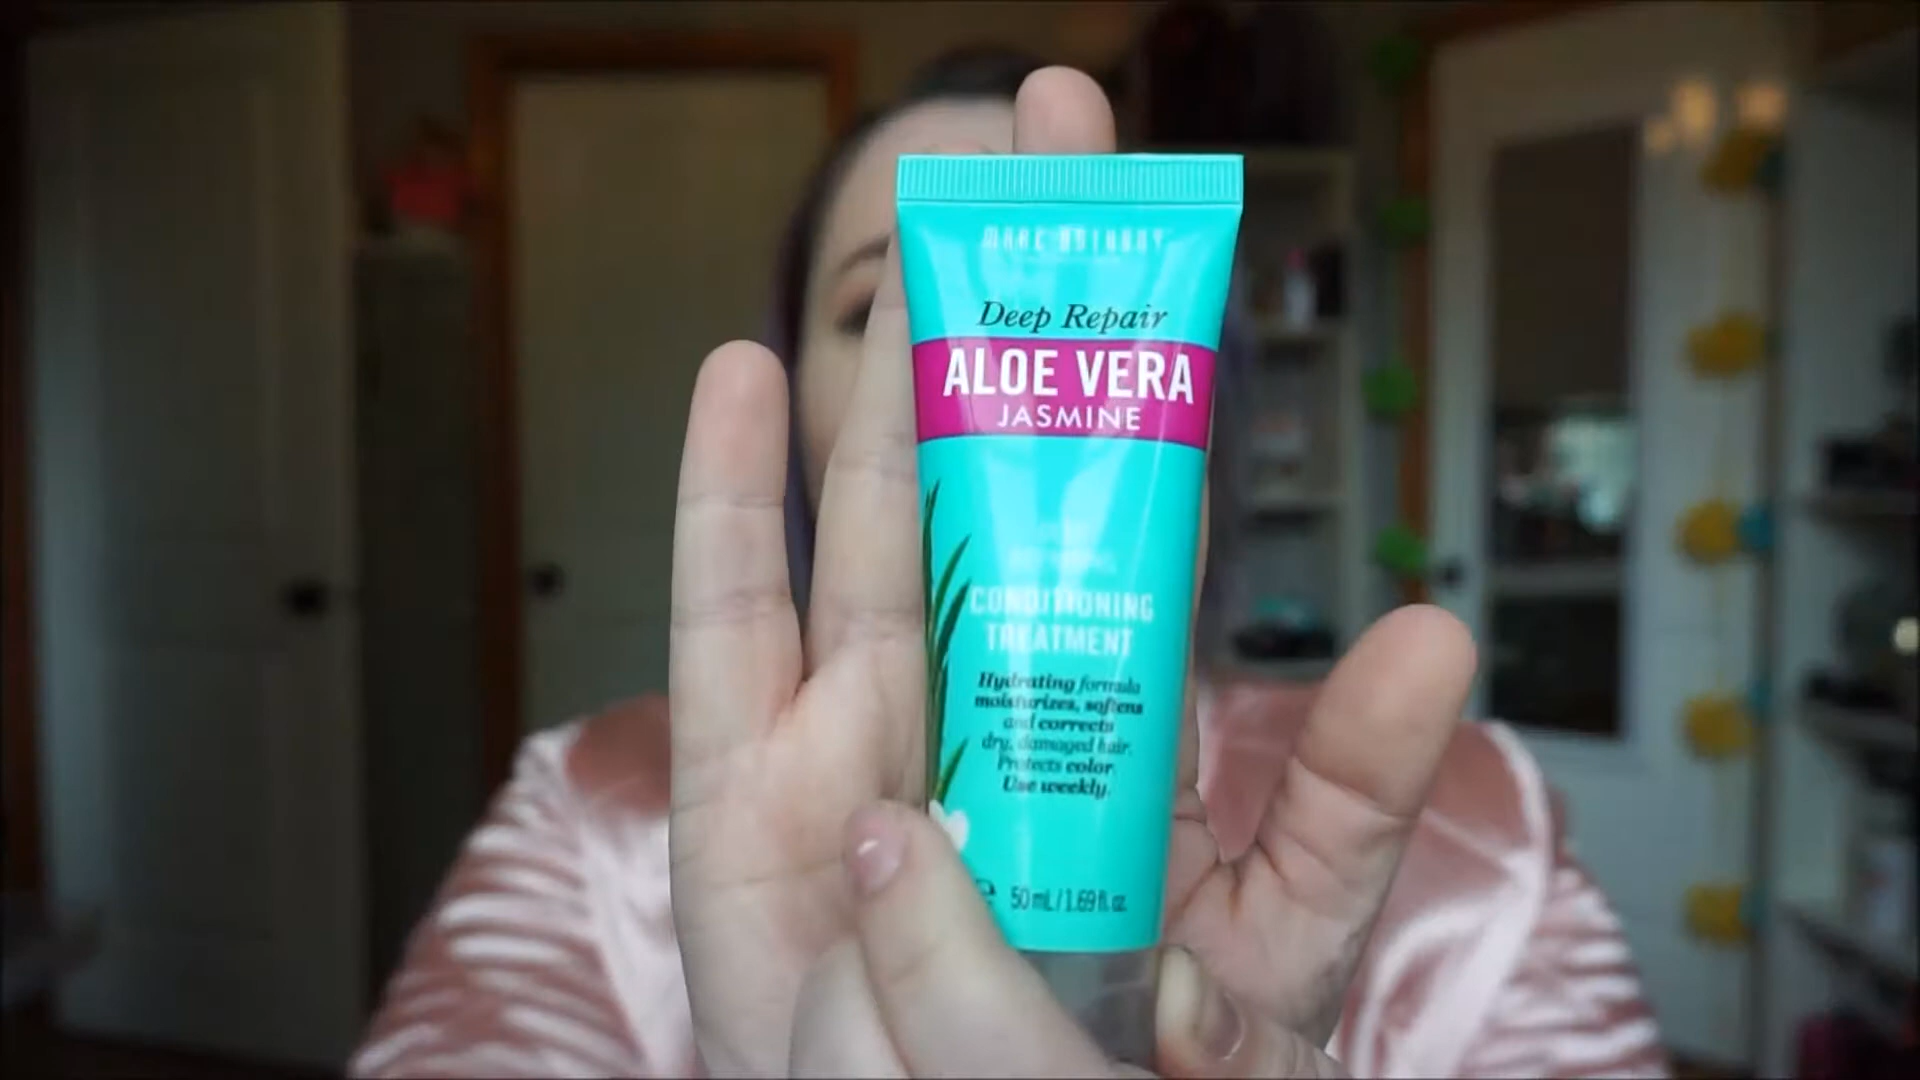 MARC ANTHONY
Deep Repair
ALOE VERA
JASMINE
CONDITIONING
TREATMENT
Hydrating formula
moisturizes, softens
and corrects
dry, damaged hair.
Protects color.
Use weekly.
50 mL / 1.69 fl. oz.